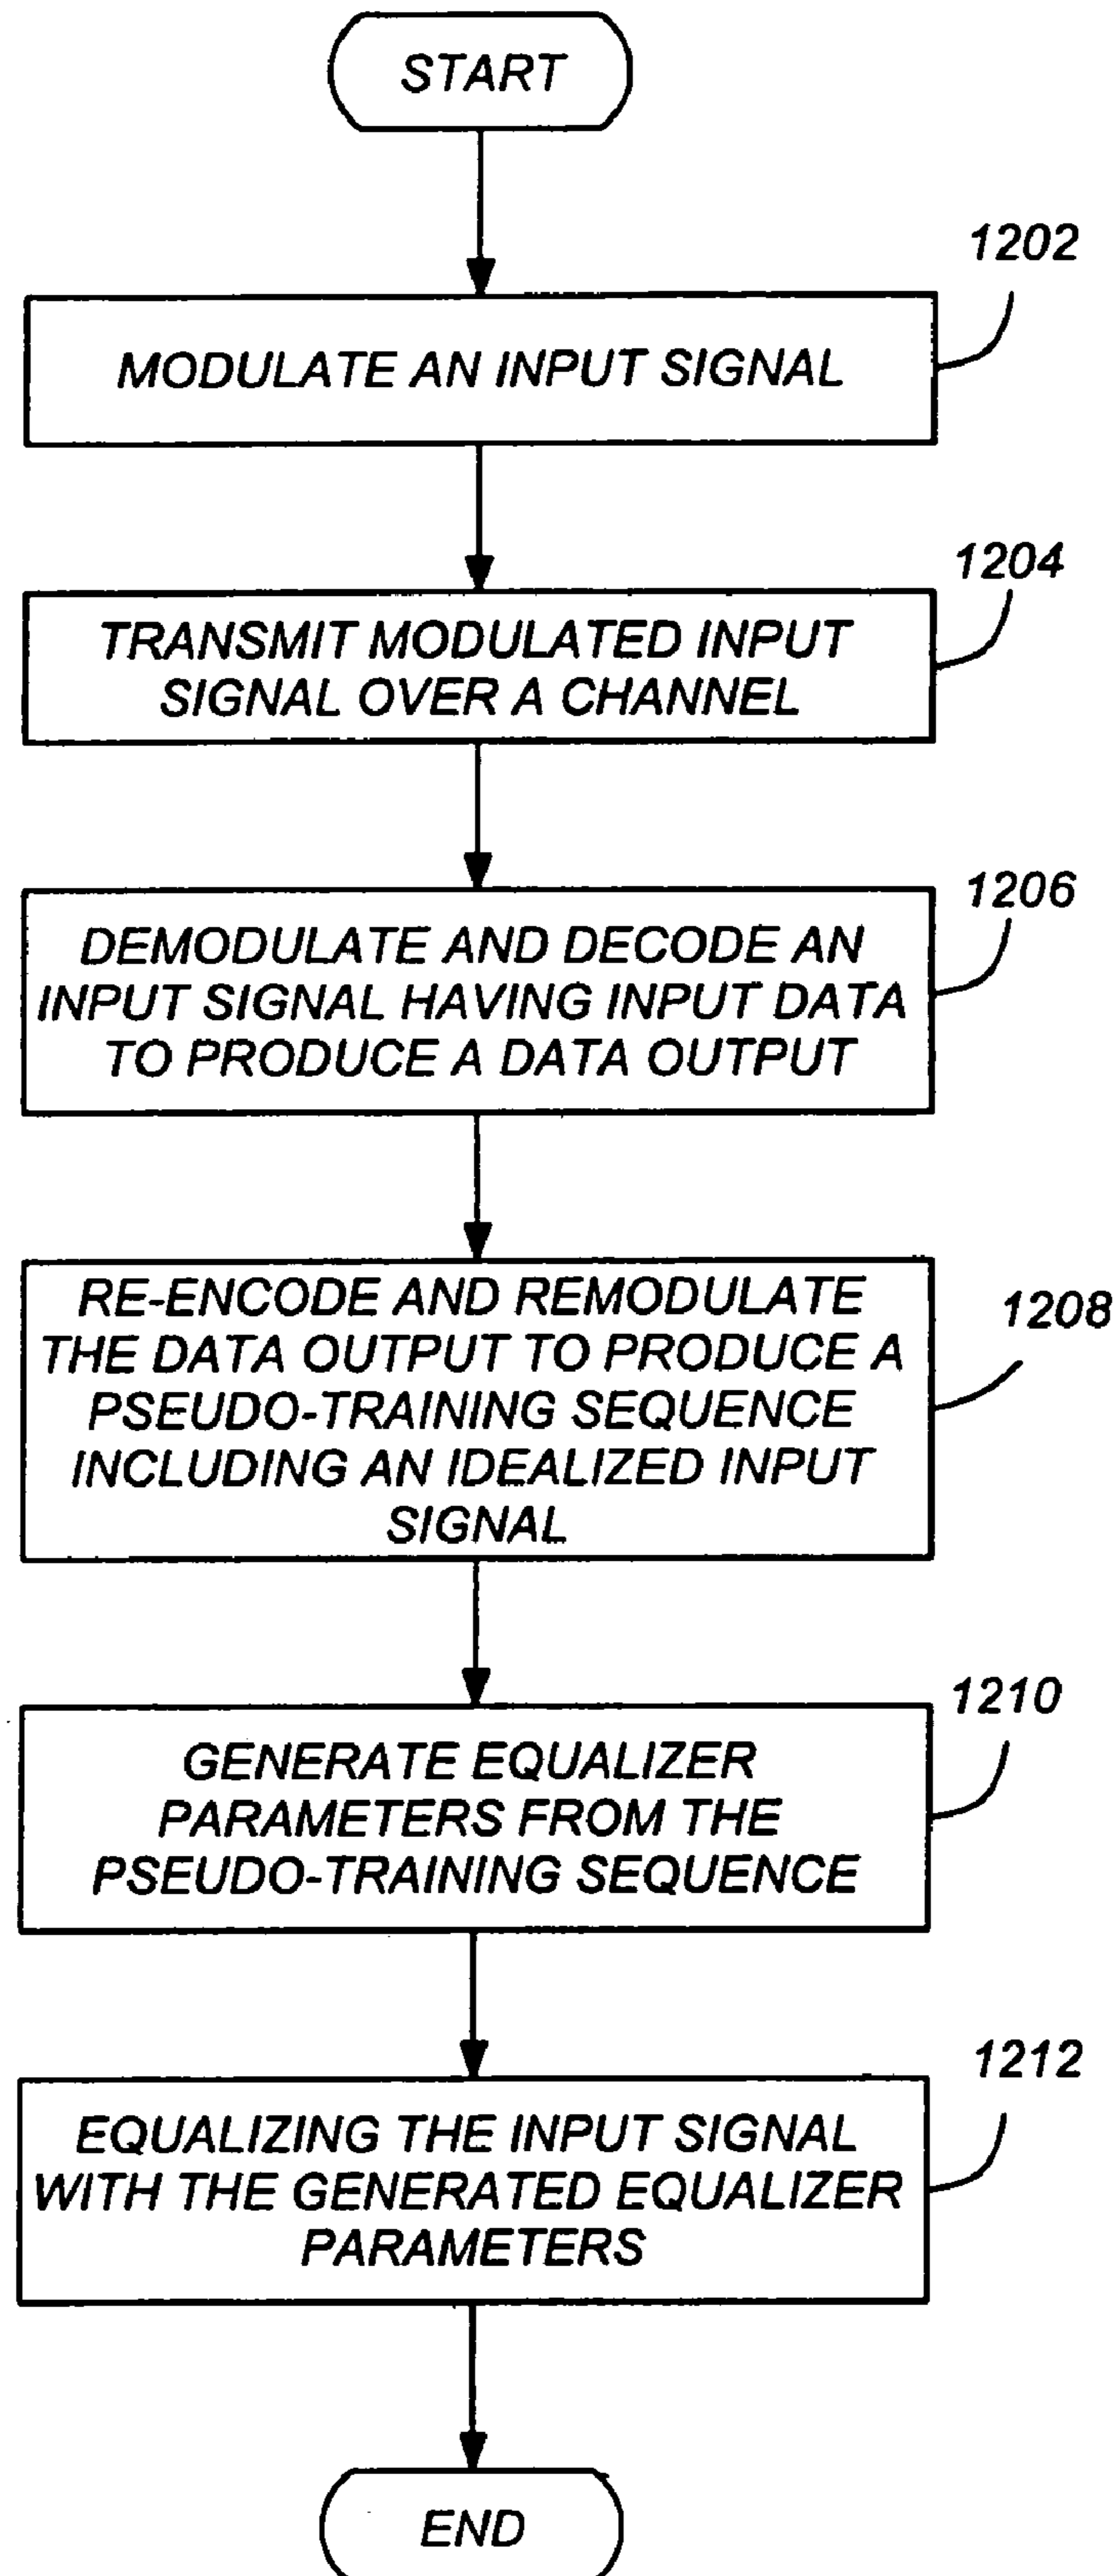 START
1202
MODULATE AN INPUT SIGNAL
1204
TRANSMIT MODULATED INPUT
SIGNAL OVER A CHANNEL
1206
DEMODULATE AND DECODE AN
INPUT SIGNAL HAVING INPUT DATA
TO PRODUCE A DATA OUTPUT
1208
RE-ENCODE AND REMODULATE
THE DATA OUTPUT TO PRODUCE A
PSEUDO-TRAINING SEQUENCE
INCLUDING AN IDEALIZED INPUT
SIGNAL
1210
GENERATE EQUALIZER
PARAMETERS FROM THE
PSEUDO-TRAINING SEQUENCE
1212
EQUALIZING THE INPUT SIGNAL
WITH THE GENERATED EQUALIZER
PARAMETERS
END